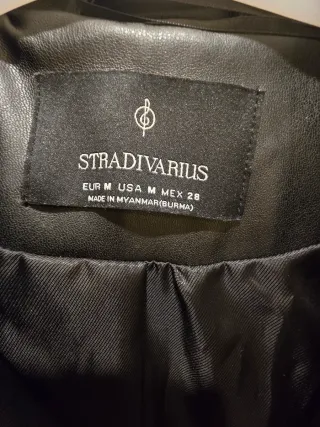 STRADIVARIUS
EUR M USA M MEX 28
MADE IN MYANMAR(BURMA)